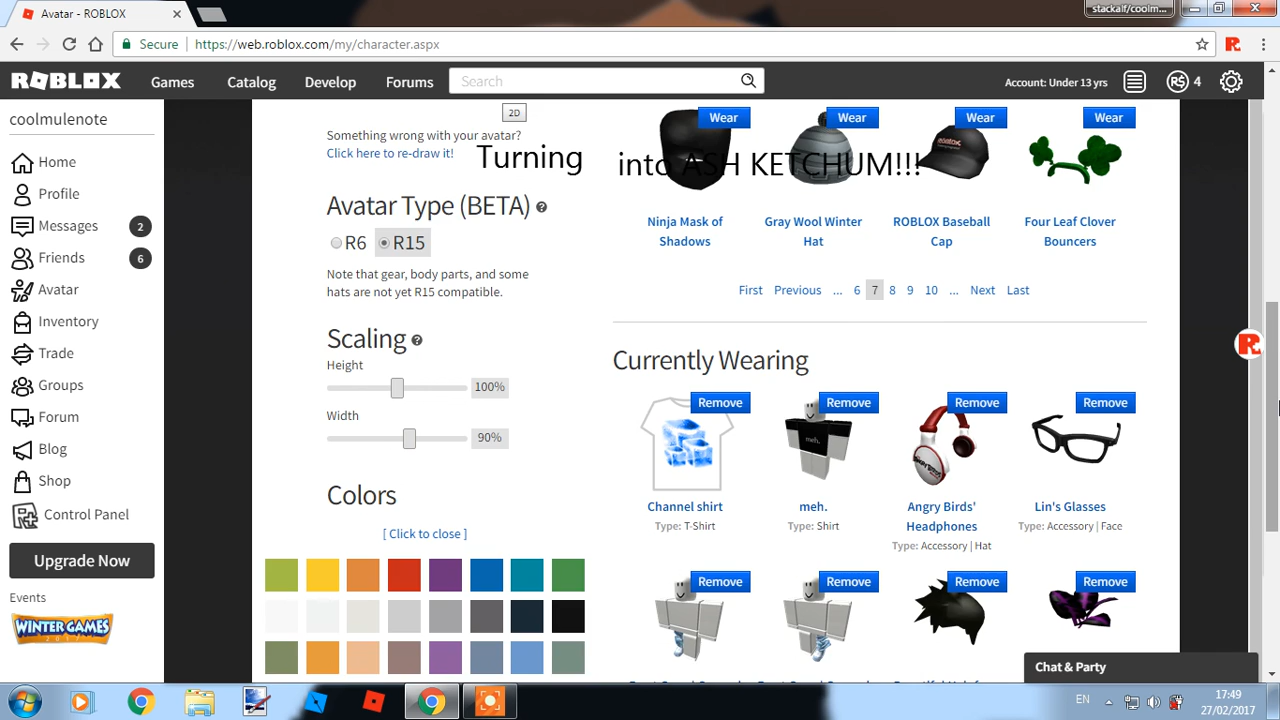 Avatar - ROBLOX
stackalf/coolm...
Secure
https://web.roblox.com/my/character.aspx
ROBLOX
Games
Catalog
Develop
Forums
Search
Account: Under 13 yrs
R$ 4
coolmulenote
Home
Profile
Messages
2
Friends
6
Avatar
Inventory
Trade
Groups
Forum
Blog
Shop
Control Panel
Upgrade Now
Events
WINTER GAMES
2D
Something wrong with your avatar?
Click here to re-draw it!
Turning into ASH KETCHUM!!!
Avatar Type (BETA)
R6
R15
Note that gear, body parts, and some
hats are not yet R15 compatible.
Scaling
Height
100%
Width
90%
Colors
[ Click to close ]
Wear
Wear
Wear
Wear
Ninja Mask of
Shadows
Gray Wool Winter
Hat
ROBLOX Baseball
Cap
Four Leaf Clover
Bouncers
First Previous ... 6 7 8 9 10 ... Next Last
Currently Wearing
Remove
Remove
Remove
Remove
Channel shirt
Type: T-Shirt
meh.
meh.
Type: Shirt
Angry Birds'
Headphones
Type: Accessory | Hat
Lin's Glasses
Type: Accessory | Face
Remove
Remove
Remove
Remove
Chat & Party
EN
17:49
27/02/2017